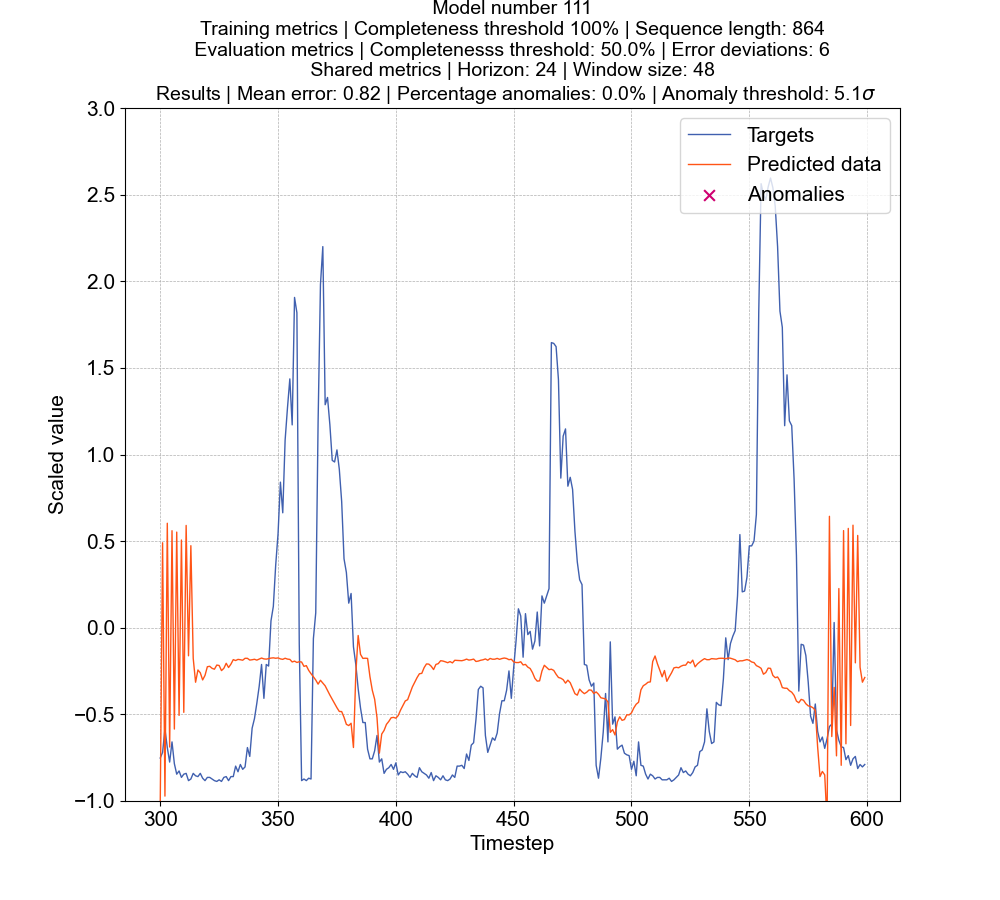 Model number 111
Training metrics | Completeness threshold 100% | Sequence length: 864
Evaluation metrics | Completenesss threshold: 50.0% | Error deviations: 6
Shared metrics | Horizon: 24 | Window size: 48
Results | Mean error: 0.82 | Percentage anomalies: 0.0% | Anomaly threshold: 5.1σ
Targets
Predicted data
Anomalies
3.0
2.5
2.0
1.5
1.0
0.5
0.0
−0.5
−1.0
Scaled value
300 350 400 450 500 550 600
Timestep